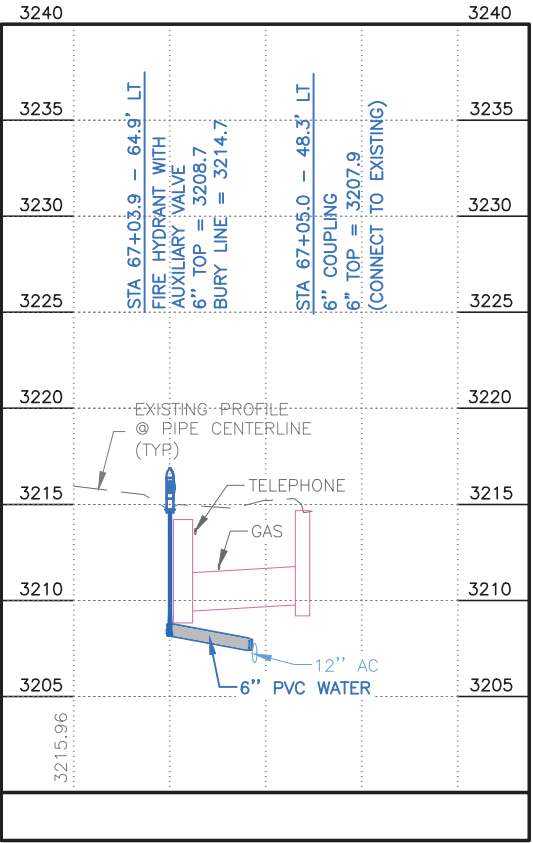 3240
3240
3235
3235
3230
3230
3225
3225
3220
3220
3215
3215
3210
3210
3205
3205
STA 67+03.9 - 64.9' LT
FIRE HYDRANT WITH
AUXILIARY VALVE
6" TOP = 3208.7
BURY LINE = 3214.7
STA 67+05.0 - 48.3' LT
6" COUPLING
6" TOP = 3207.9
(CONNECT TO EXISTING)
EXISTING PROFILE
@ PIPE CENTERLINE
(TYP)
TELEPHONE
GAS
12'' AC
6'' PVC WATER
3215.96